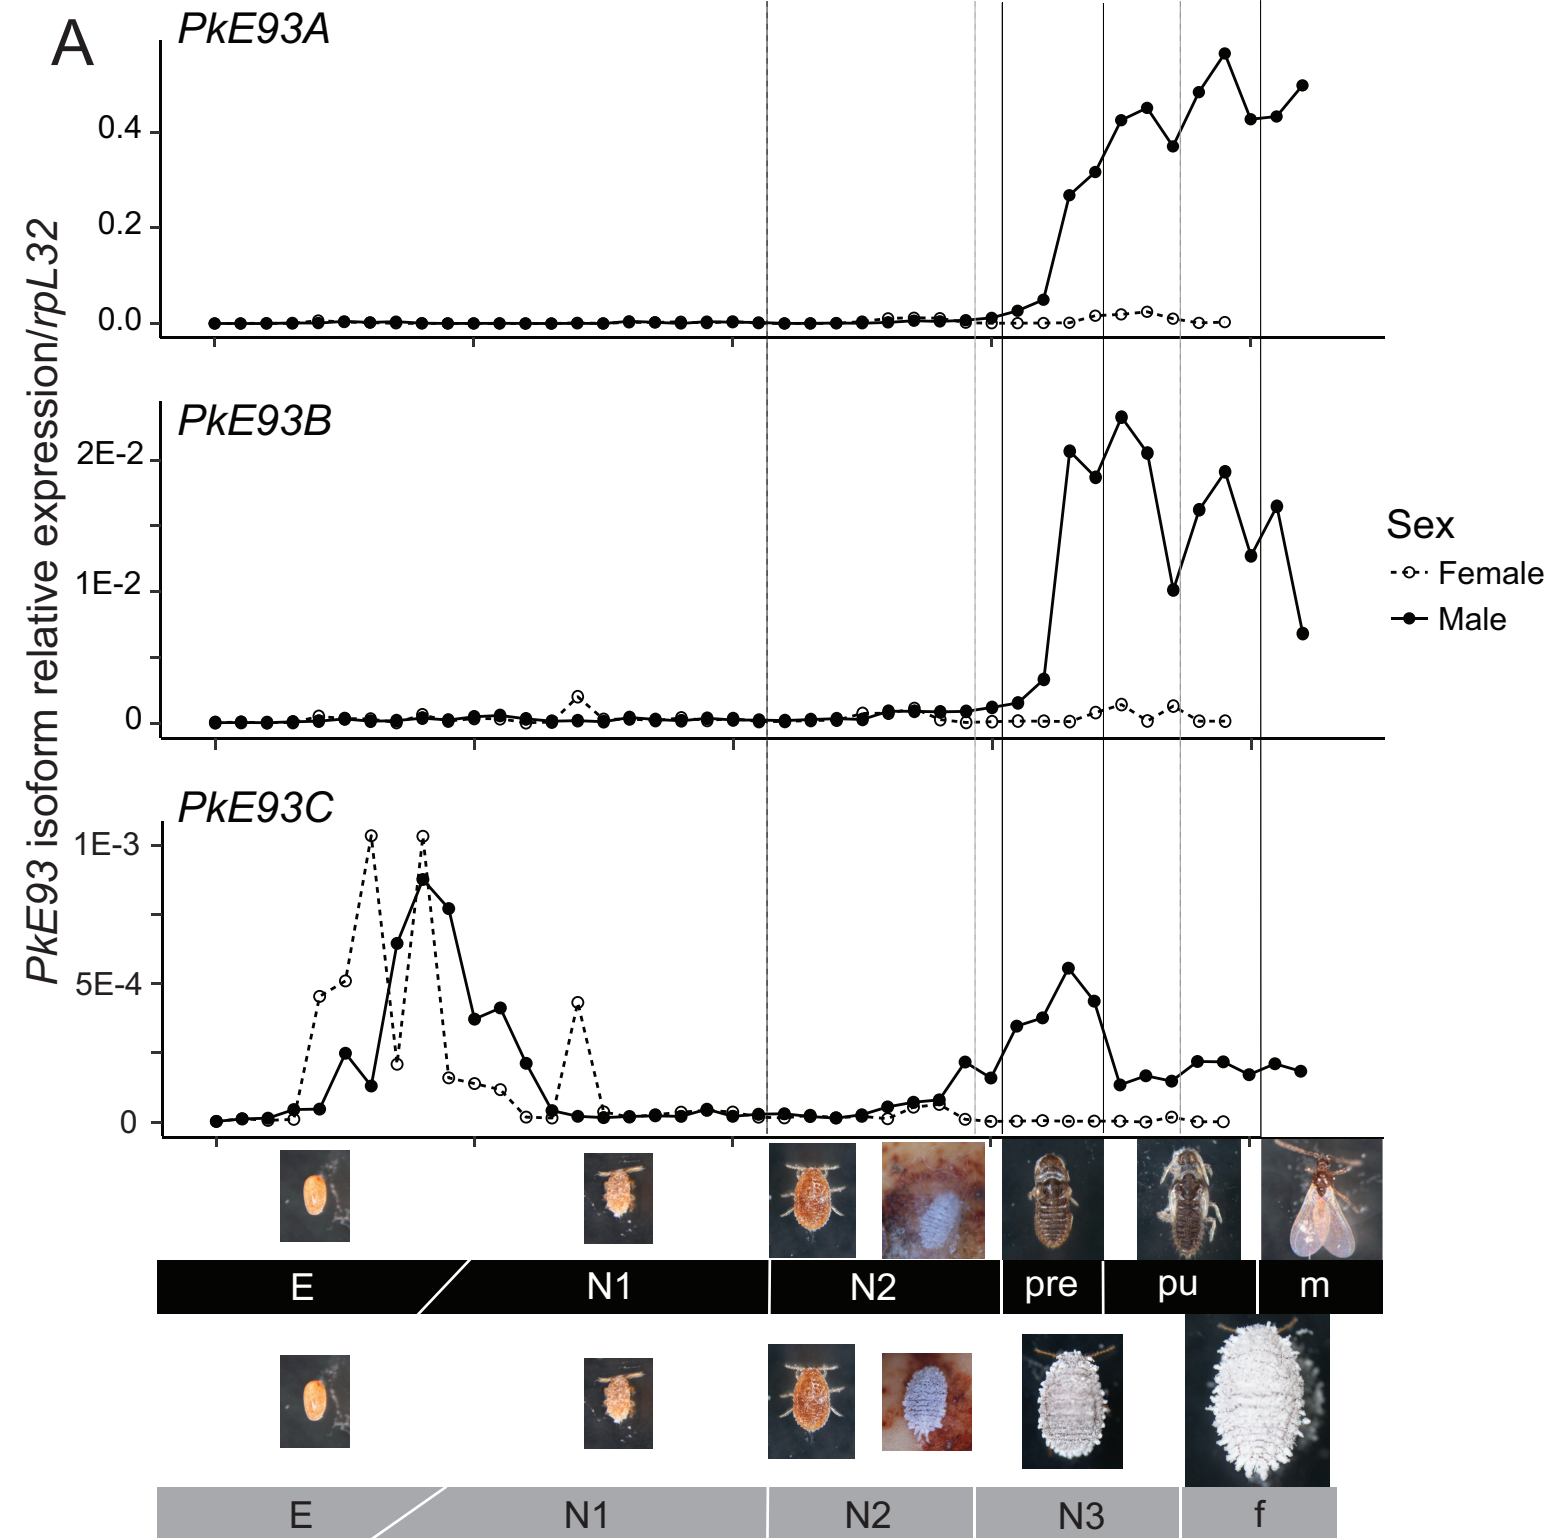 A
PkE93A
0.4
0.2
0.0
PkE93 isoform relative expression/rpL32
PkE93B
2E-2
1E-2
0
Sex
Female
Male
PkE93C
1E-3
5E-4
0
E N1 N2 pre pu m
E N1 N2 N3 f